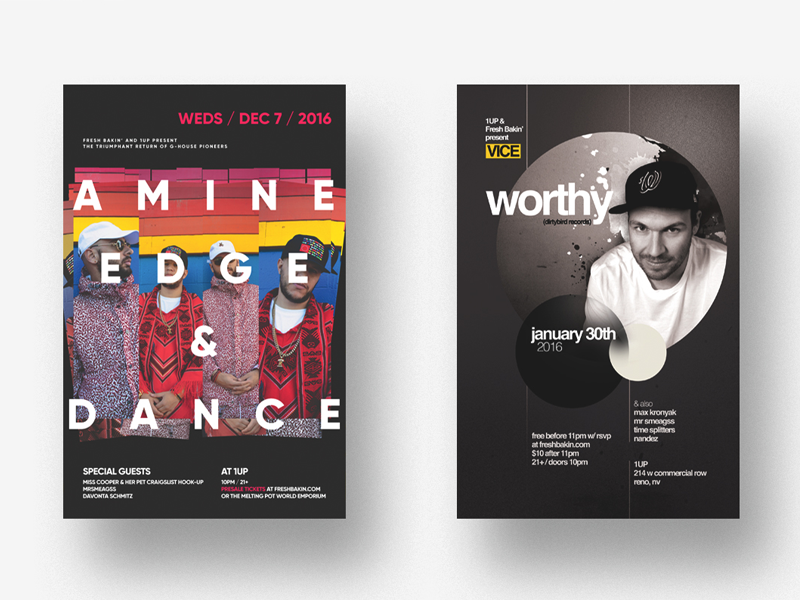 WEDS / DEC 7 / 2016
FRESH BAKIN' AND 1UP PRESENT
THE TRIUMPHANT RETURN OF G-HOUSE PIONEERS
AMINE
EDGE
&
DANCE
SPECIAL GUESTS
MISS COOPER & HER PET CRAIGSLIST HOOK-UP
MRSMEAGSS
DAVONTA SCHMITZ
AT 1UP
10PM / 21+
PRESALE TICKETS AT FRESHBAKIN.COM
OR THE MELTING POT WORLD EMPORIUM
1UP &
Fresh Bakin'
present
VICE
worthy
(dirtybird records)
january 30th
2016
& also
max kronyak
mr smeagss
time splitters
nandez
free before 11pm w/ rsvp
at freshbakin.com
$10 after 11pm
21+ / doors 10pm
1UP
214 w commercial row
reno, nv